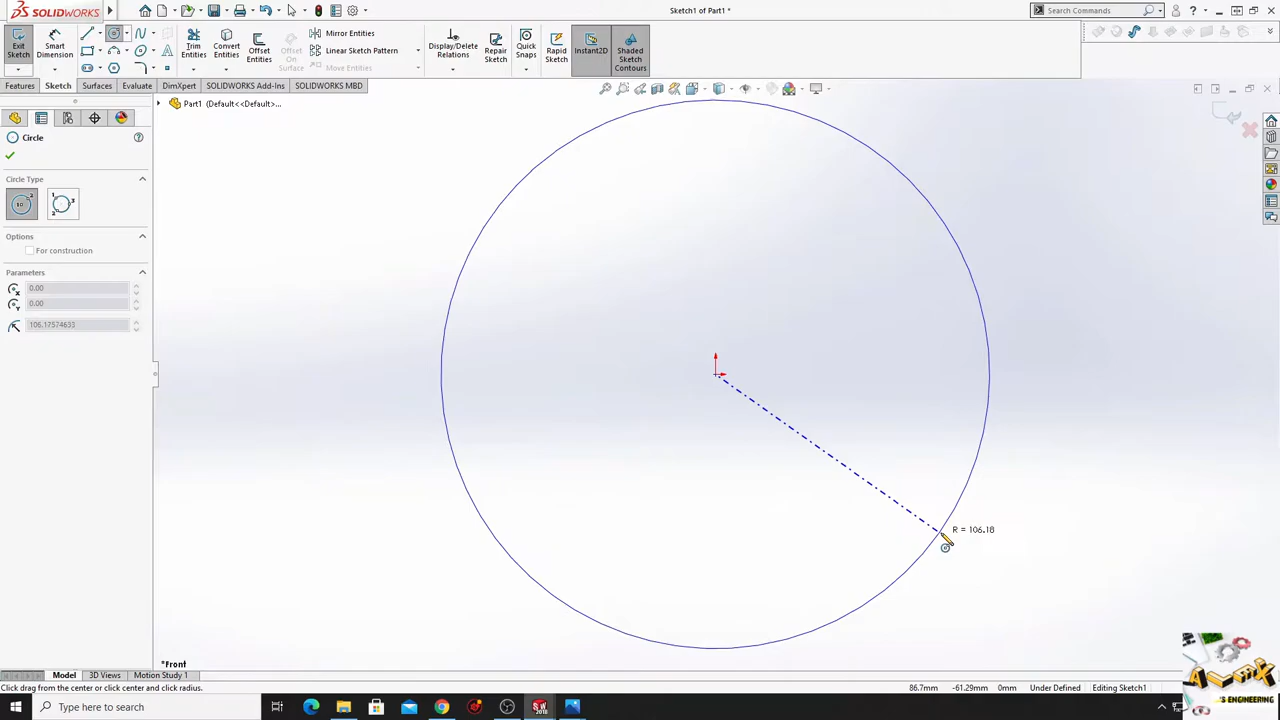 SOLIDWORKS
Sketch1 of Part1 *
Search Commands
Exit Sketch
Smart Dimension
Trim Entities
Convert Entities
Offset Entities
Offset On Surface
Mirror Entities
Linear Sketch Pattern
Move Entities
Display/Delete Relations
Repair Sketch
Quick Snaps
Rapid Sketch
Instant2D
Shaded Sketch Contours
Features
Sketch
Surfaces
Evaluate
DimXpert
SOLIDWORKS Add-Ins
SOLIDWORKS MBD
Part1 (Default<<Default>...
Circle
Circle Type
Options
For construction
Parameters
0.00
0.00
106.17574633
R = 106.18
*Front
Model
3D Views
Motion Study 1
Click drag from the center or click center and click radius.
86.7mm
-61.29mm
0mm
Under Defined
Editing Sketch1
Type here to search
SW
2018
'S ENGINEERING